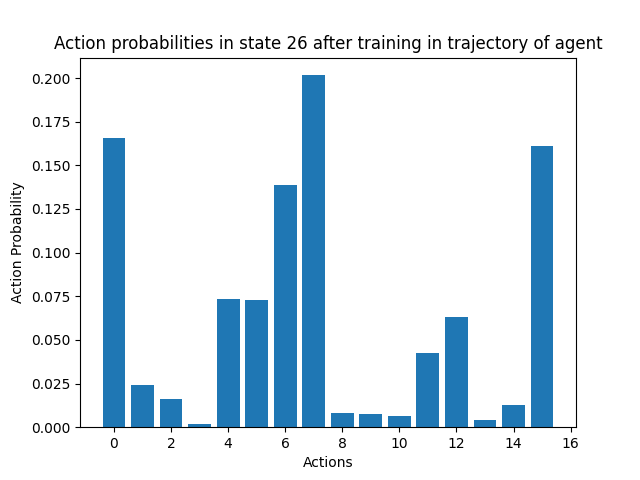 Action probabilities in state 26 after training in trajectory of agent
0.200
0.175
0.150
0.125
0.100
0.075
0.050
0.025
0.000
Action Probability
0 2 4 6 8 10 12 14 16
Actions